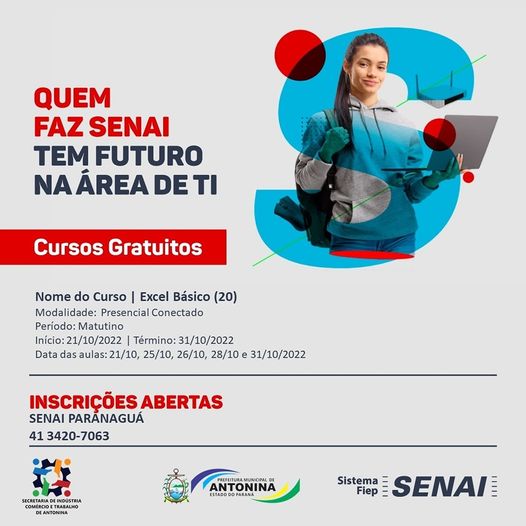 QUEM
FAZ SENAI
TEM FUTURO
NA ÁREA DE TI
Cursos Gratuitos
Nome do Curso | Excel Básico (20)
Modalidade: Presencial Conectado
Período: Matutino
Início: 21/10/2022 | Término: 31/10/2022
Data das aulas: 21/10, 25/10, 26/10, 28/10 e 31/10/2022
INSCRIÇÕES ABERTAS
SENAI PARANAGUÁ
41 3420-7063
SECRETARIA DE INDÚSTRIA
COMÉRCIO E TRABALHO
DE ANTONINA
PREFEITURA MUNICIPAL DE
ANTONINA
ESTADO DO PARANÁ
Sistema
Fiep
SENAI